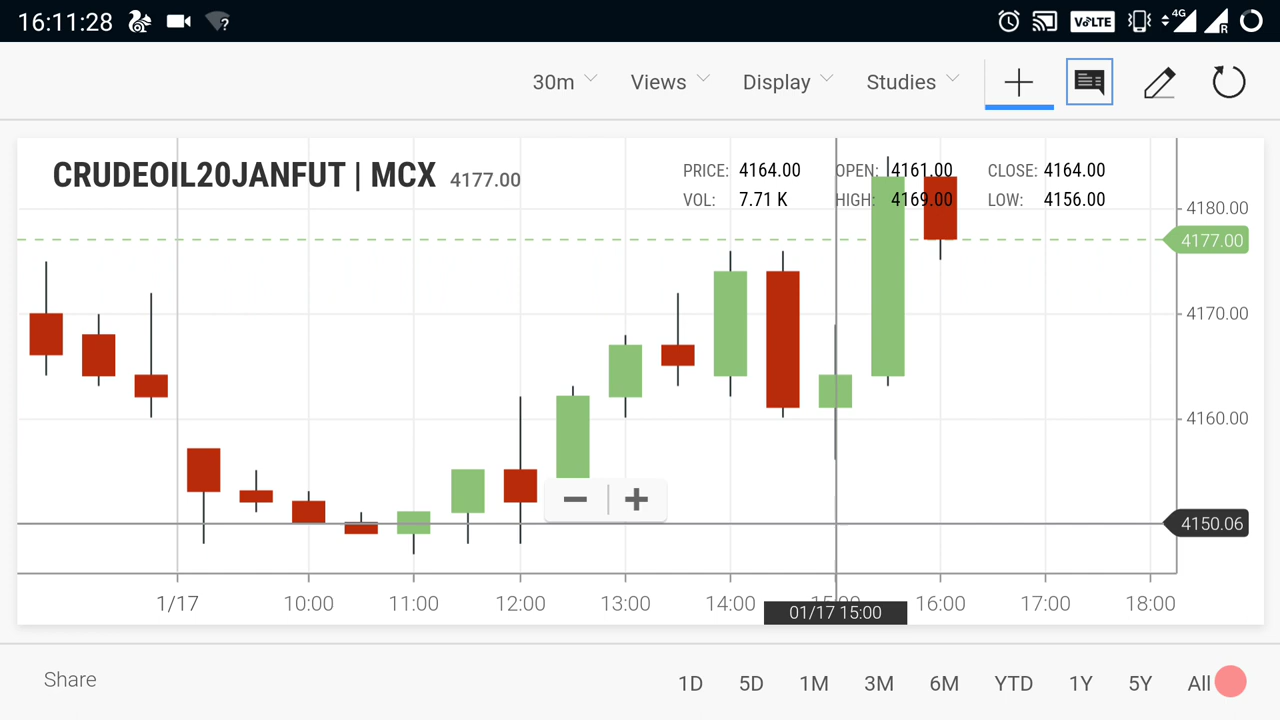 16:11:28 ? VoLTE 4G R
30m Views Display Studies
CRUDEOIL20JANFUT | MCX 4177.00
PRICE: 4164.00 OPEN: 4161.00 CLOSE: 4164.00
VOL: 7.71 K HIGH: 4169.00 LOW: 4156.00
4180.00
4177.00
4170.00
4160.00
4150.06
1/17 10:00 11:00 12:00 13:00 14:00 15:00 16:00 17:00 18:00
01/17 15:00
Share 1D 5D 1M 3M 6M YTD 1Y 5Y All